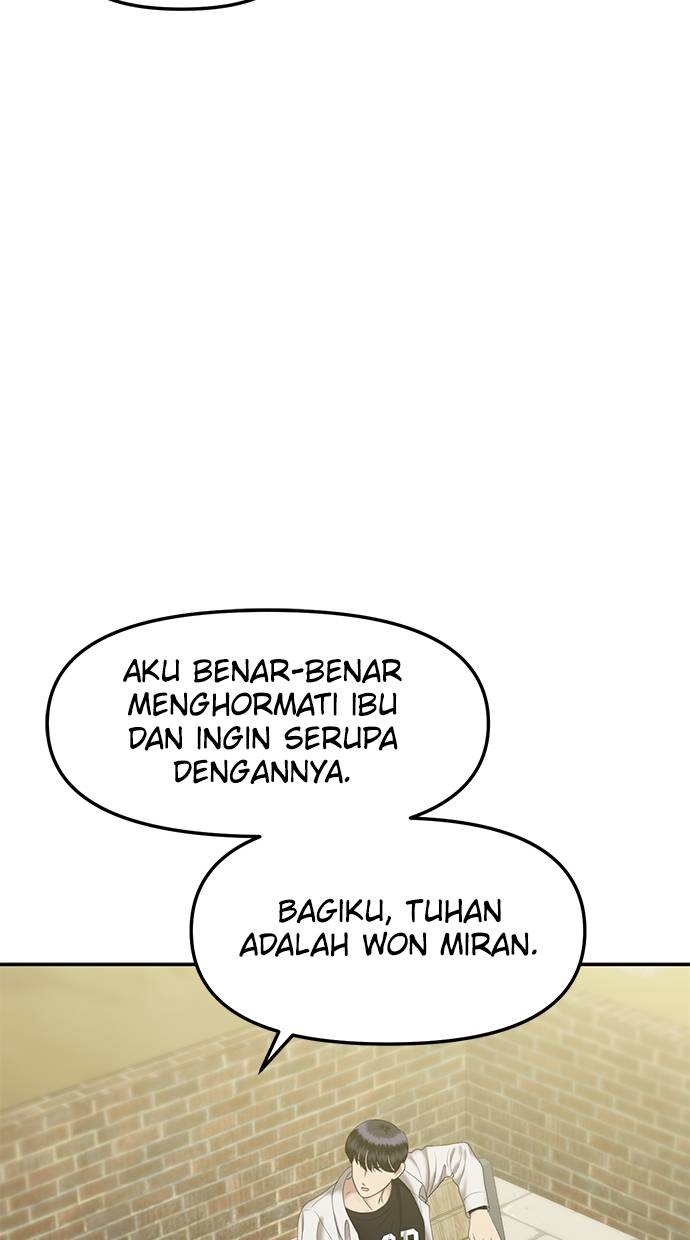 AKU BENAR-BENAR
MENGHORMATI IBU
DAN INGIN SERUPA
DENGANNYA.
BAGIKU, TUHAN
ADALAH WON MIRAN.